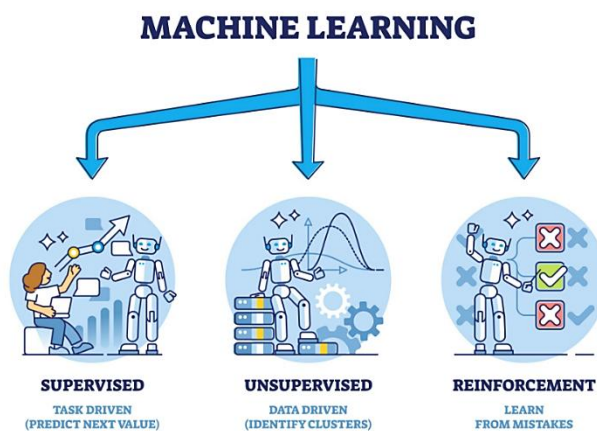 MACHINE LEARNING
SUPERVISED
TASK DRIVEN
(PREDICT NEXT VALUE)
UNSUPERVISED
DATA DRIVEN
(IDENTIFY CLUSTERS)
REINFORCEMENT
LEARN
FROM MISTAKES